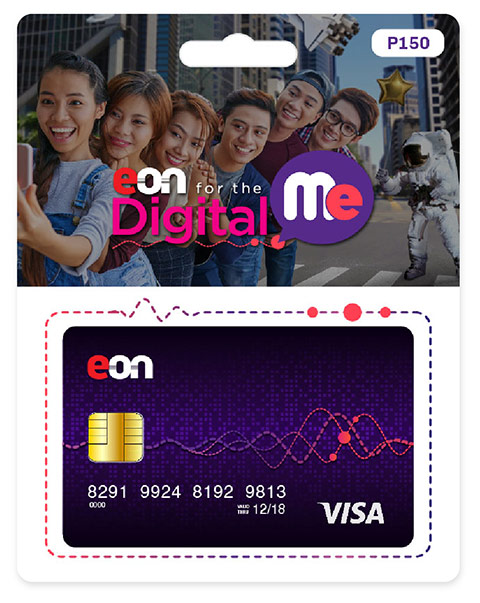 P150
eon for the
Digital Me
eon
8291 9924 8192 9813
0000
VALID THRU 12/18
VISA